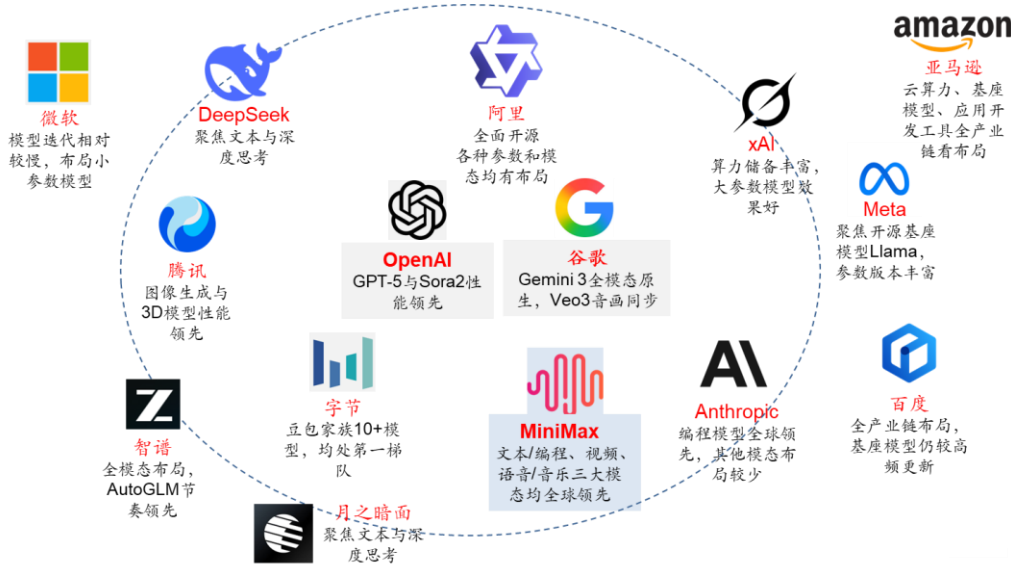 amazon
亚马逊
云算力、基座
模型、应用开
发工具全产业
链看布局
微软
模型迭代相对
较慢，布局小
参数模型
DeepSeek
聚焦文本与深
度思考
阿里
全面开源
各种参数和模
态均有布局
xAI
算力储备丰富，
大参数模型效
果好
Meta
聚焦开源基座
模型Llama，
参数版本丰富
腾讯
图像生成与
3D模型性能
领先
OpenAI
GPT-5与Sora2性
能领先
谷歌
Gemini 3全模态原
生，Veo3音画同步
字节
豆包家族10+模
型，均处第一梯
队
MiniMax
文本/编程、视频、
语音/音乐三大模
态均全球领先
Anthropic
编程模型全球领
先，其他模态布
局较少
百度
全产业链布局，
基座模型仍较高
频更新
智谱
全模态布局，
AutoGLM节
奏领先
月之暗面
聚焦文本与深
度思考